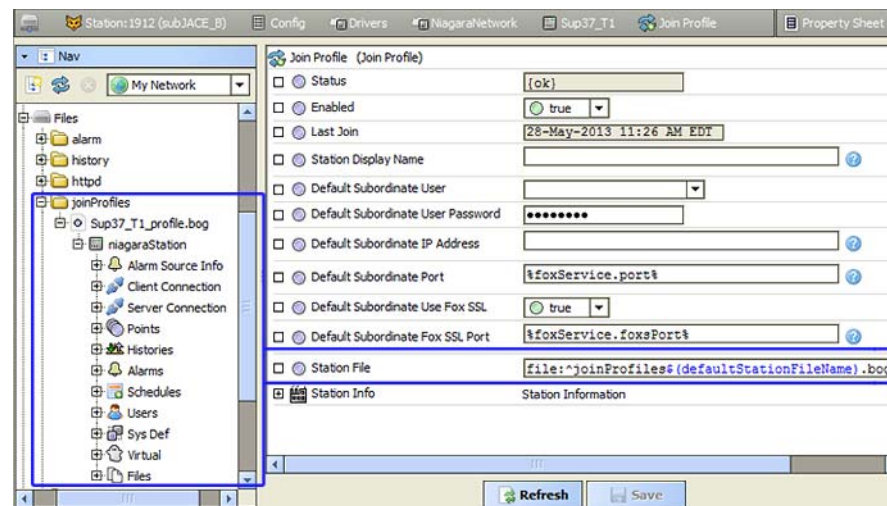 Station:1912 (subJACE_B) Config Drivers NiagaraNetwork Sup37_T1 Join Profile Property Sheet
Nav
My Network
Files
alarm
history
httpd
joinProfiles
Sup37_T1_profile.bog
niagaraStation
Alarm Source Info
Client Connection
Server Connection
Points
Histories
Alarms
Schedules
Users
Sys Def
Virtual
Files
Join Profile (Join Profile)
Status {ok}
Enabled true
Last Join 28-May-2013 11:26 AM EDT
Station Display Name
Default Subordinate User
Default Subordinate User Password ••••••••
Default Subordinate IP Address
Default Subordinate Port %foxService.port%
Default Subordinate Use Fox SSL true
Default Subordinate Fox SSL Port %foxService.foxsPort%
Station File file:^joinProfiles$(defaultStationFileName).bog
Station Info Station Information
Refresh Save